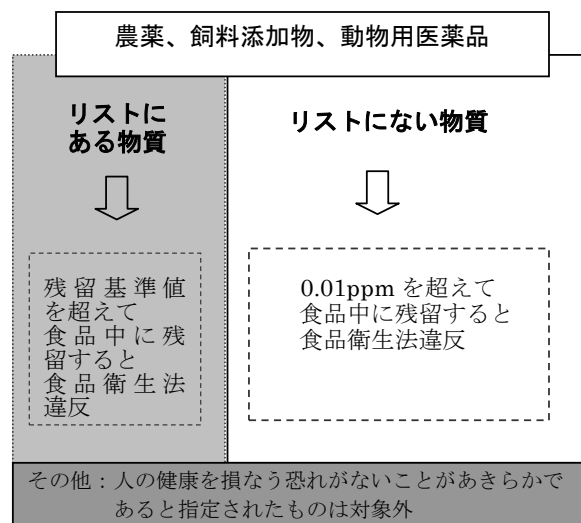 農薬、飼料添加物、動物用医薬品
リストに
ある物質
リストにない物質
残留基準値
を超えて
食品中に残
留すると
食品衛生法
違反
0.01ppm を超えて
食品中に残留すると
食品衛生法違反
その他：人の健康を損なう恐れがないことがあきらかで
あると指定されたものは対象外